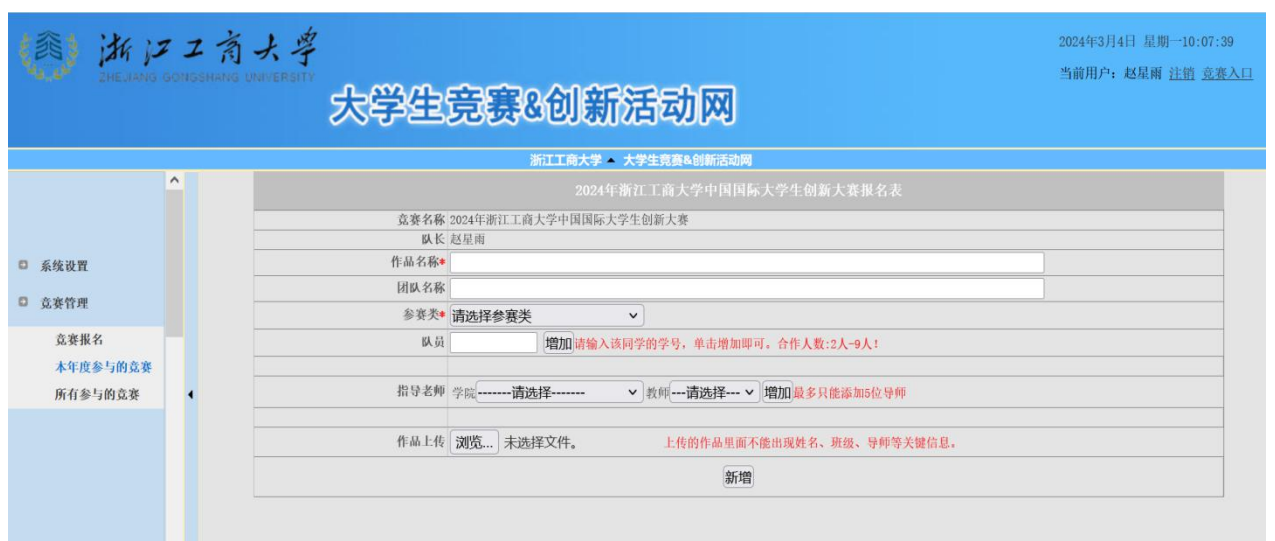 浙江工商大学
ZHEJIANG GONGSHANG UNIVERSITY
大学生竞赛&创新活动网
2024年3月4日 星期一10:07:39
当前用户：赵星雨 注销 竞赛入口
浙江工商大学 ▲ 大学生竞赛&创新活动网
系统设置
竞赛管理
竞赛报名
本年度参与的竞赛
所有参与的竞赛
2024年浙江工商大学中国国际大学生创新大赛报名表
竞赛名称 2024年浙江工商大学中国国际大学生创新大赛
队长 赵星雨
作品名称*
团队名称
参赛类* 请选择参赛类
队员 增加 请输入该同学的学号，单击增加即可。合作人数:2人-9人!
指导老师 学院 -------请选择------- 教师 ---请选择--- 增加 最多只能添加5位导师
作品上传 浏览... 未选择文件。 上传的作品里面不能出现姓名、班级、导师等关键信息。
新增